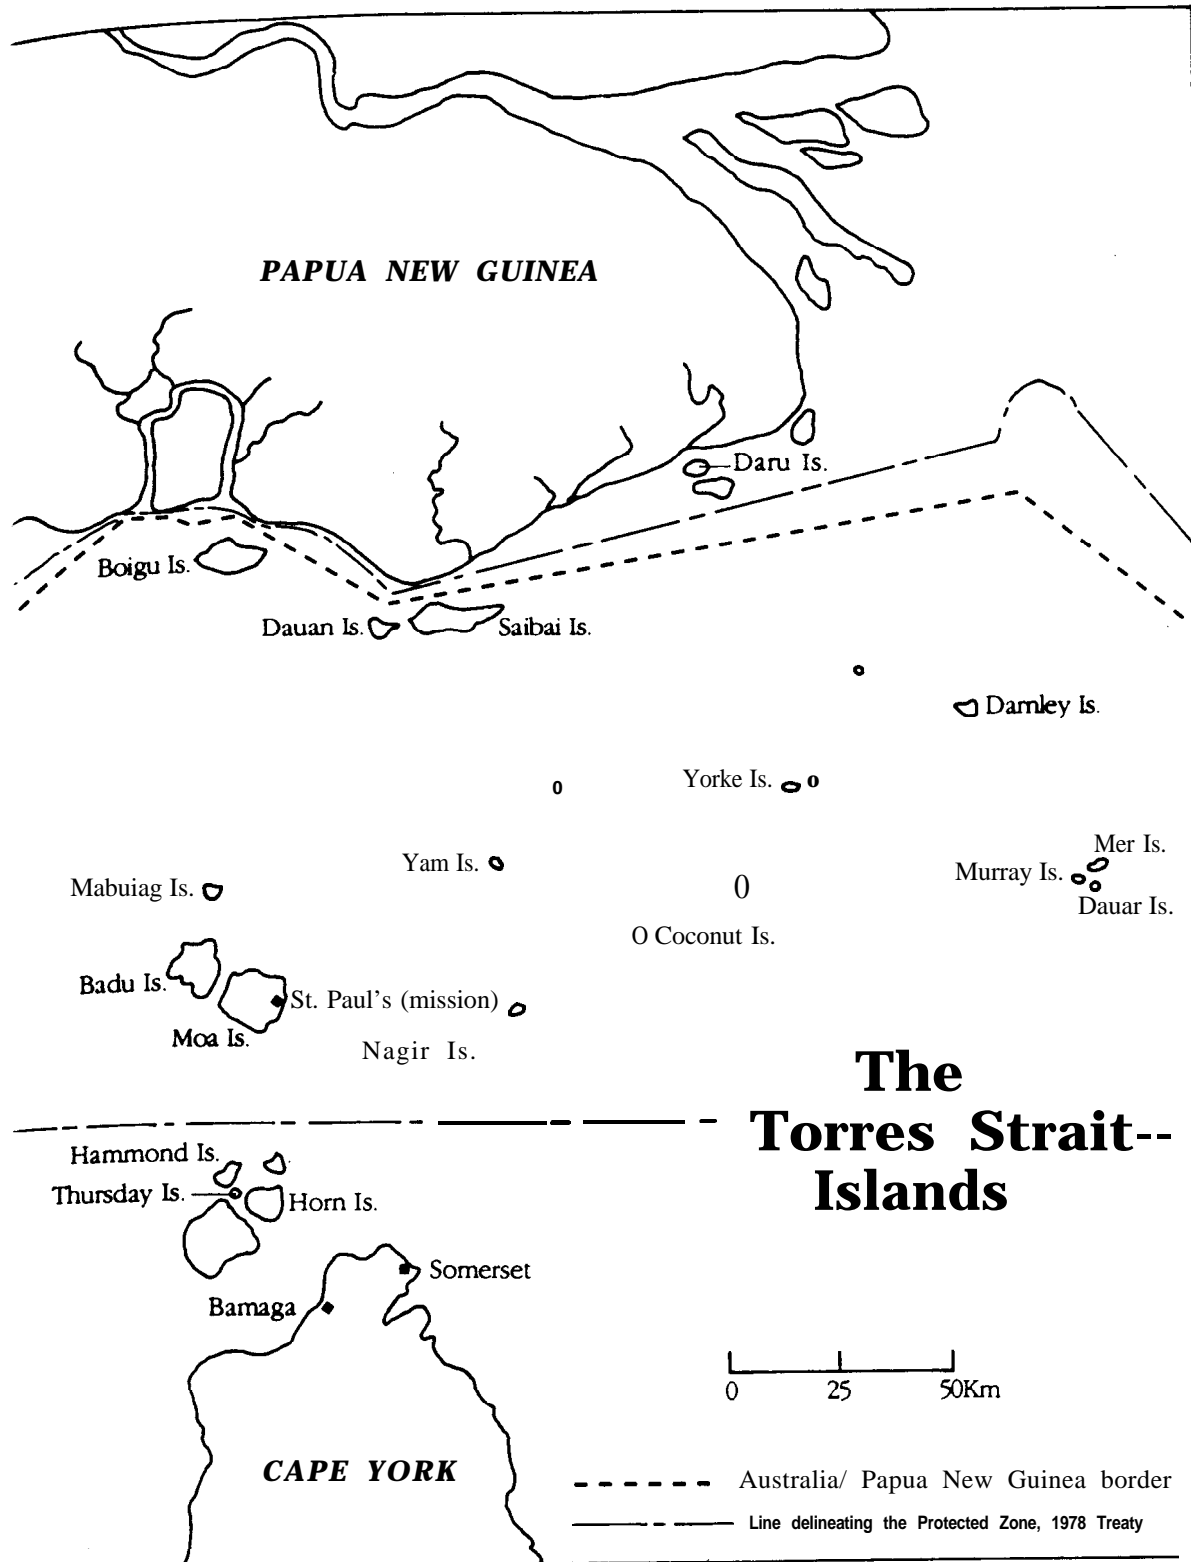 PAPUA NEW GUINEA
Daru Is.
Boigu Is.
Dauan Is.
Saibai Is.
Darnley Is.
Yorke Is.
Mer Is.
Yam Is.
Murray Is.
Mabuiag Is.
Dauar Is.
Coconut Is.
Badu Is.
St. Paul's (mission)
Moa Is.
Nagir Is.
The
Torres Strait--
Islands
Hammond Is.
Thursday Is.
Horn Is.
Somerset
Bamaga
0 25 50Km
CAPE YORK
Australia/ Papua New Guinea border
Line delineating the Protected Zone, 1978 Treaty